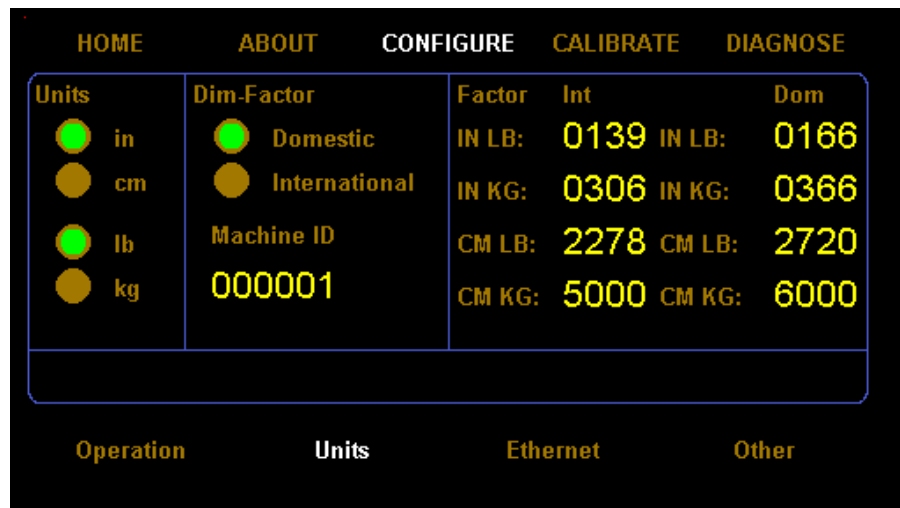 HOME ABOUT CONFIGURE CALIBRATE DIAGNOSE
Units Dim-Factor Factor Int Dom
in Domestic IN LB: 0139 IN LB: 0166
cm International IN KG: 0306 IN KG: 0366
lb Machine ID CM LB: 2278 CM LB: 2720
kg 000001 CM KG: 5000 CM KG: 6000
Operation Units Ethernet Other